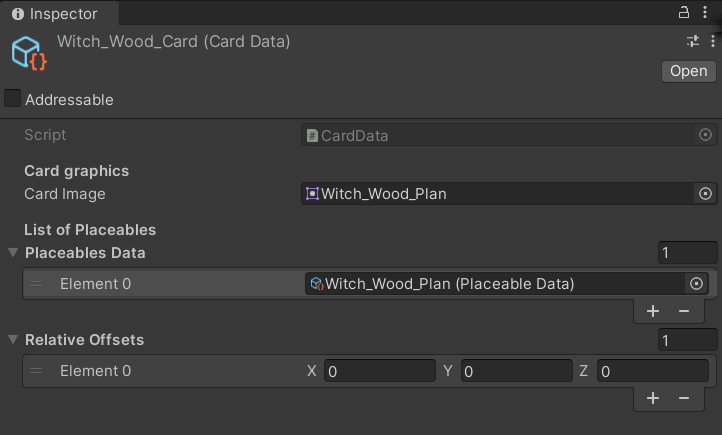 Inspector
Witch_Wood_Card (Card Data)
Open
Addressable
Script CardData
Card graphics
Card Image Witch_Wood_Plan
List of Placeables
Placeables Data 1
Element 0 Witch_Wood_Plan (Placeable Data)
+ −
Relative Offsets 1
Element 0 X 0 Y 0 Z 0
+ −